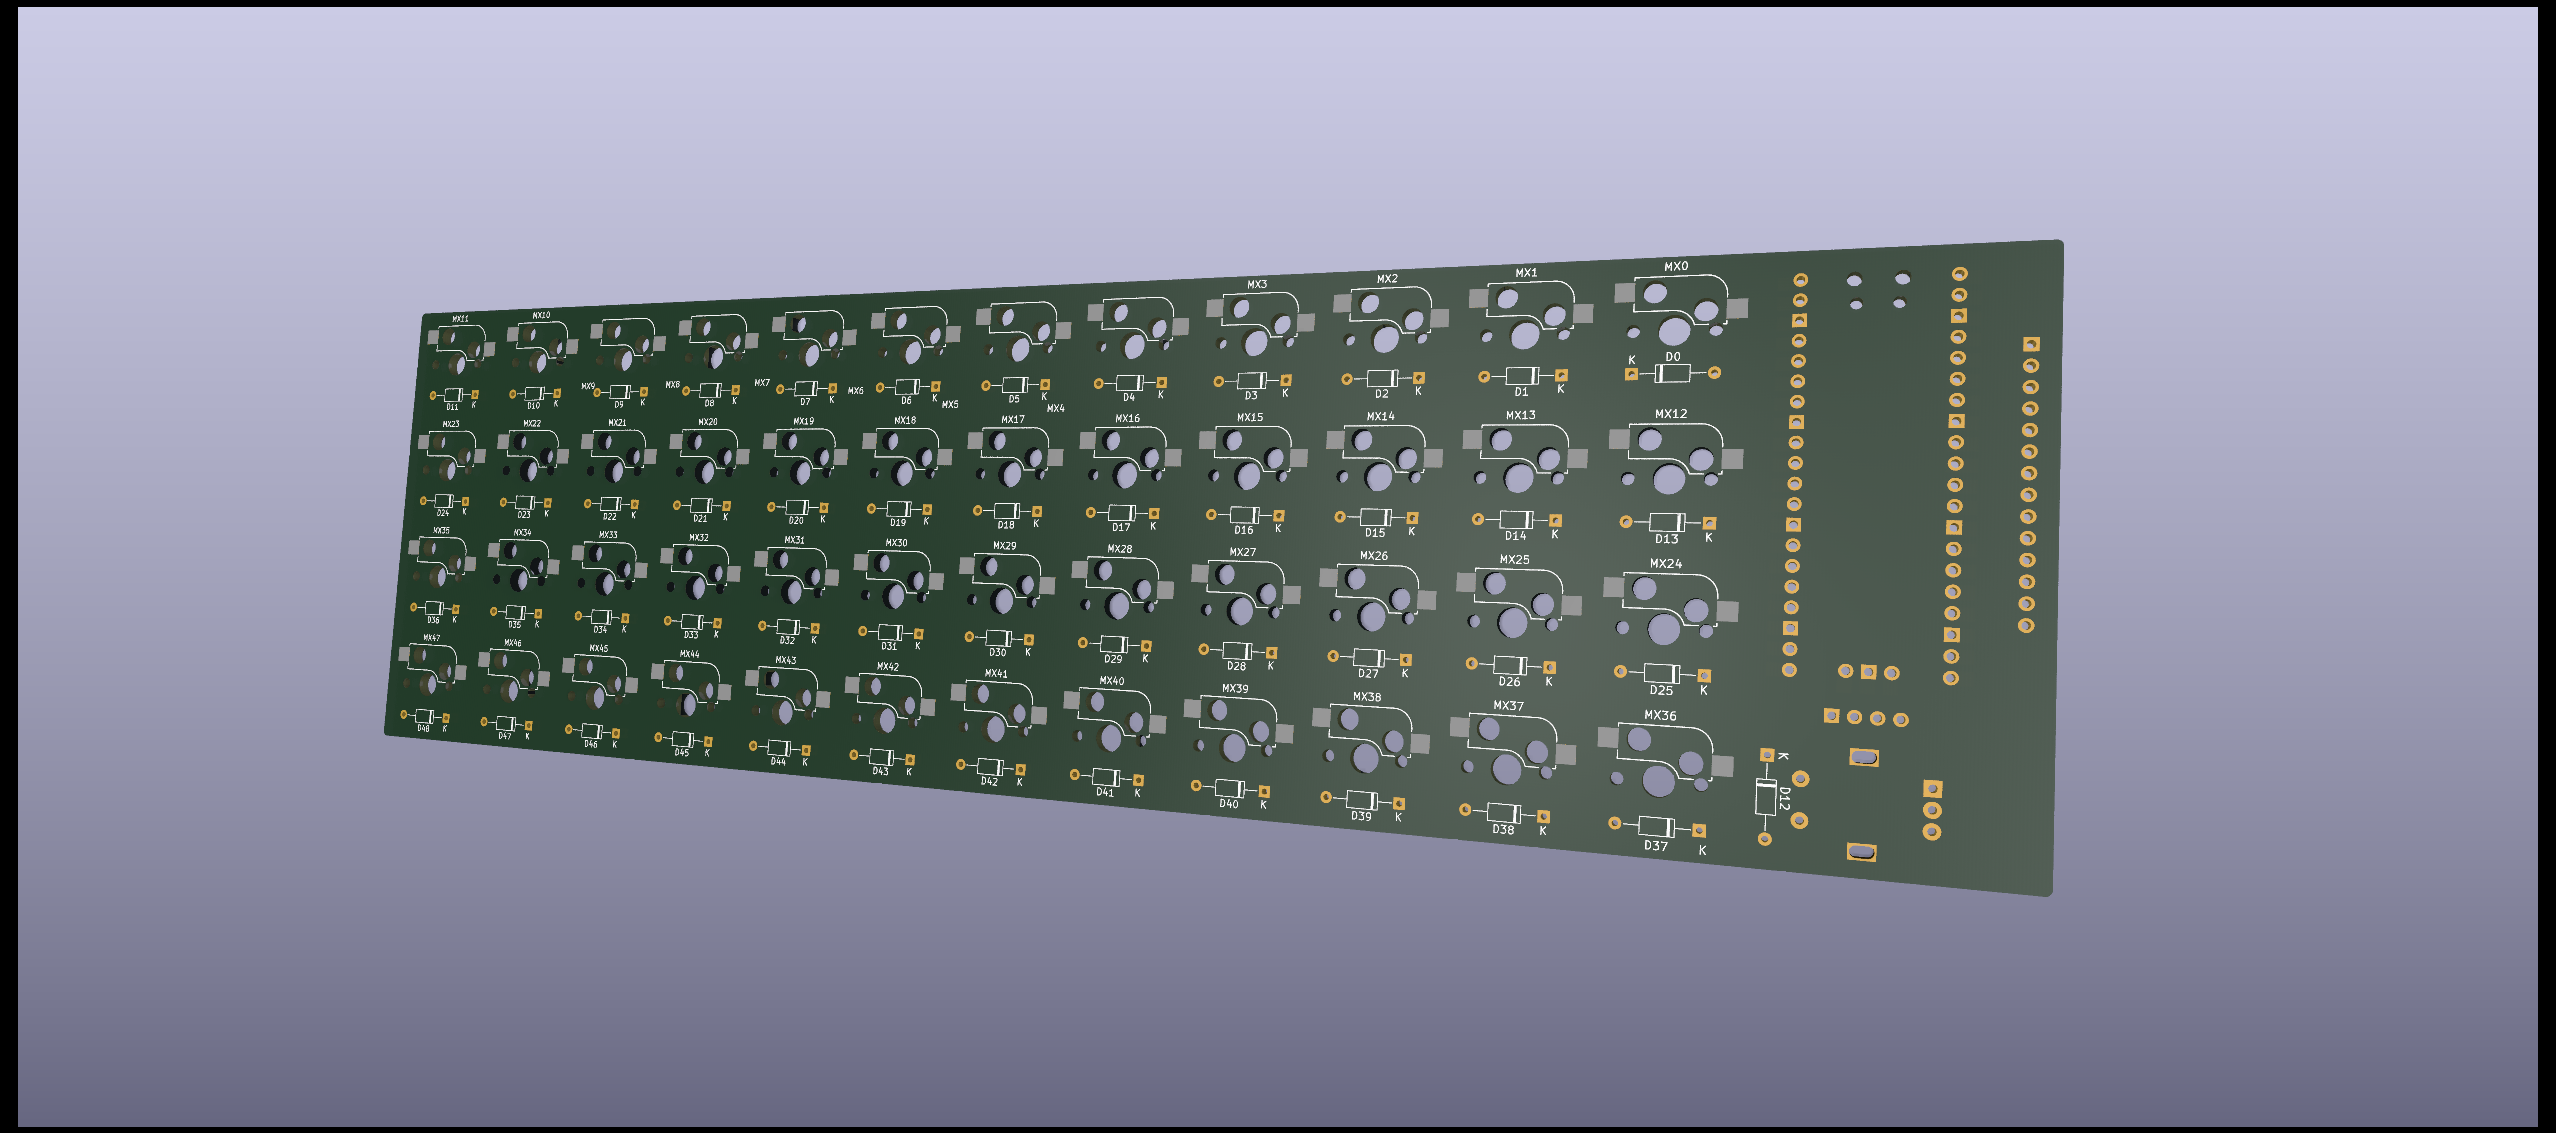 MX11 MX10 MX3 MX2 MX1 MX0
D11 K D10 K MX9 D9 K MX8 D8 K MX7 D7 K MX6 D6 K MX5 D5 K MX4 D4 K D3 K D2 K D1 K K D0
MX23 MX22 MX21 MX20 MX19 MX18 MX17 MX16 MX15 MX14 MX13 MX12
D24 K D23 K D22 K D21 K D20 K D19 K D18 K D17 K D16 K D15 K D14 K D13 K
MX35 MX34 MX33 MX32 MX31 MX30 MX29 MX28 MX27 MX26 MX25 MX24
D36 K D35 K D34 K D33 K D32 K D31 K D30 K D29 K D28 K D27 K D26 K D25 K
MX47 MX46 MX45 MX44 MX43 MX42 MX41 MX40 MX39 MX38 MX37 MX36
D48 K D47 K D46 K D45 K D44 K D43 K D42 K D41 K D40 K D39 K D38 K D37 K
K D12